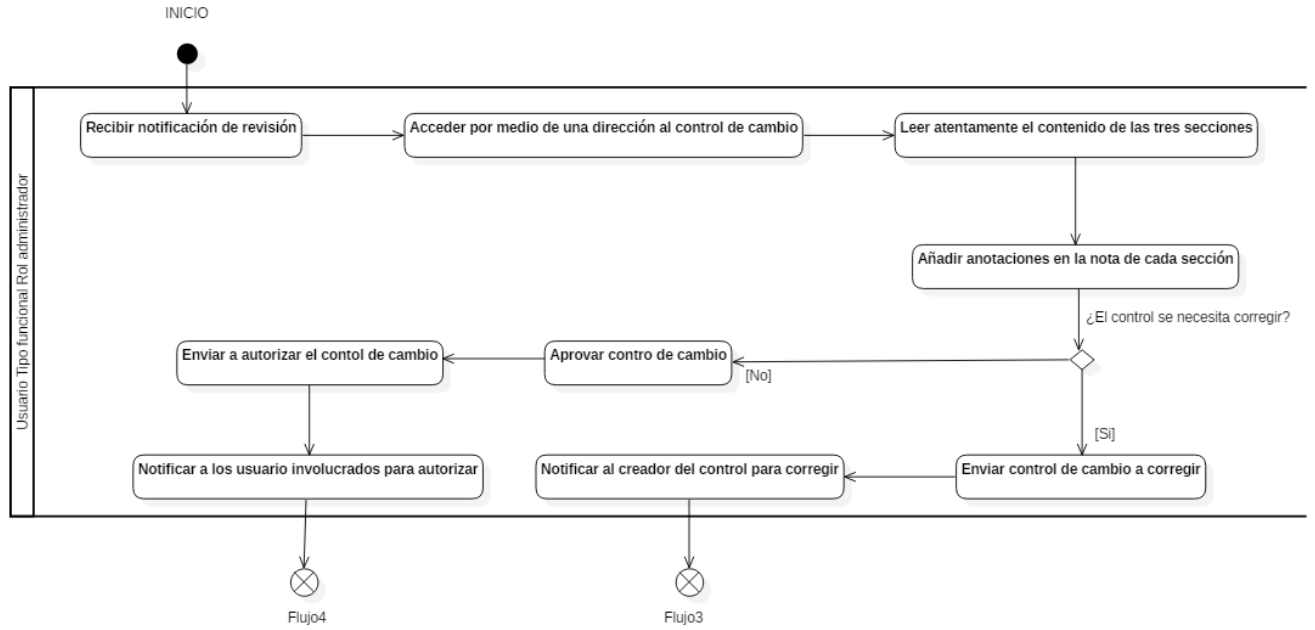 INICIO
Usuario Tipo funcional Rol administrador
Recibir notificación de revisión
Acceder por medio de una dirección al control de cambio
Leer atentamente el contenido de las tres secciones
Añadir anotaciones en la nota de cada sección
¿El control se necesita corregir?
Enviar a autorizar el contol de cambio
Aprovar contro de cambio
[No]
[Si]
Notificar a los usuario involucrados para autorizar
Notificar al creador del control para corregir
Enviar control de cambio a corregir
Flujo4
Flujo3